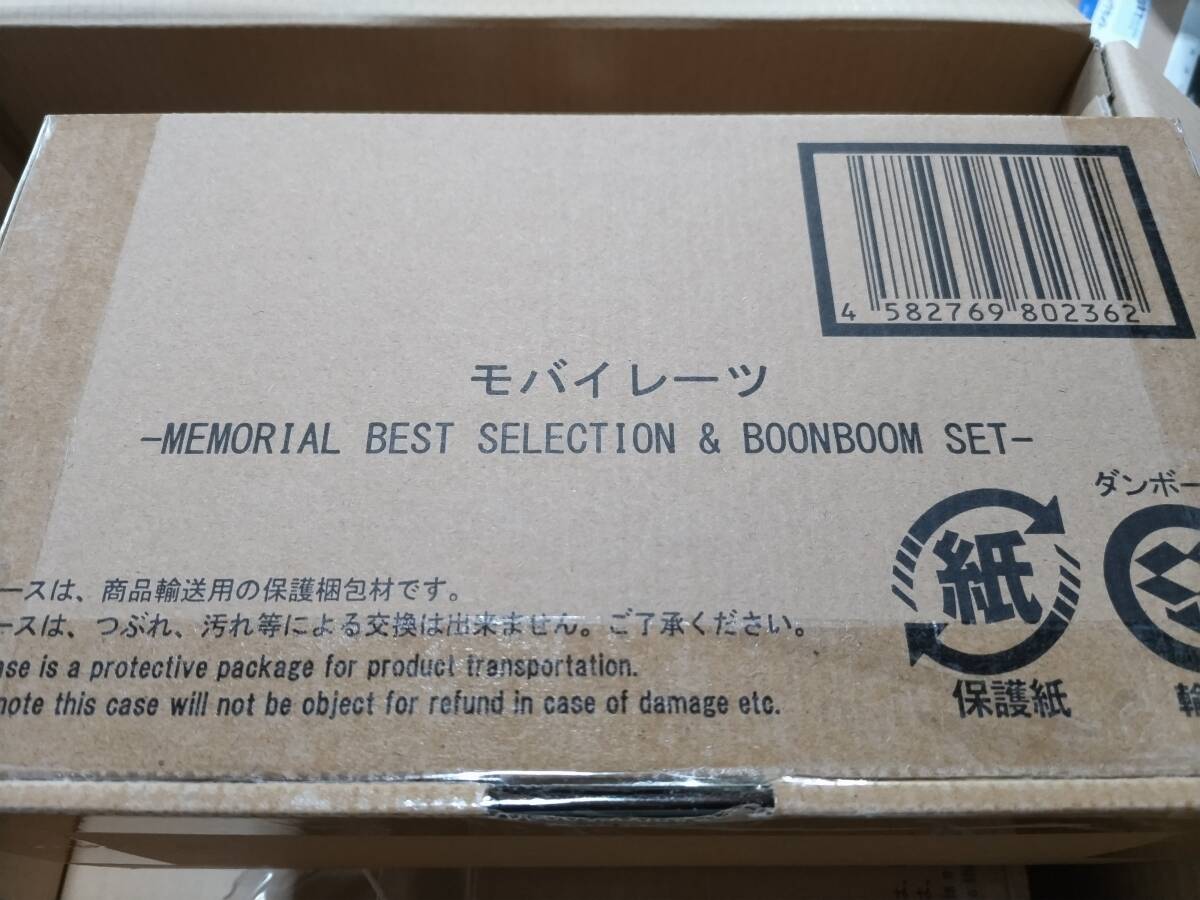 4 582769 802362
モバイレーツ
-MEMORIAL BEST SELECTION & BOONBOOM SET-
ダンボー
紙
保護紙
ースは、商品輸送用の保護梱包材です。
ースは、つぶれ、汚れ等による交換は出来ません。ご了承ください。
ase is a protective package for product transportation.
note this case will not be object for refund in case of damage etc.